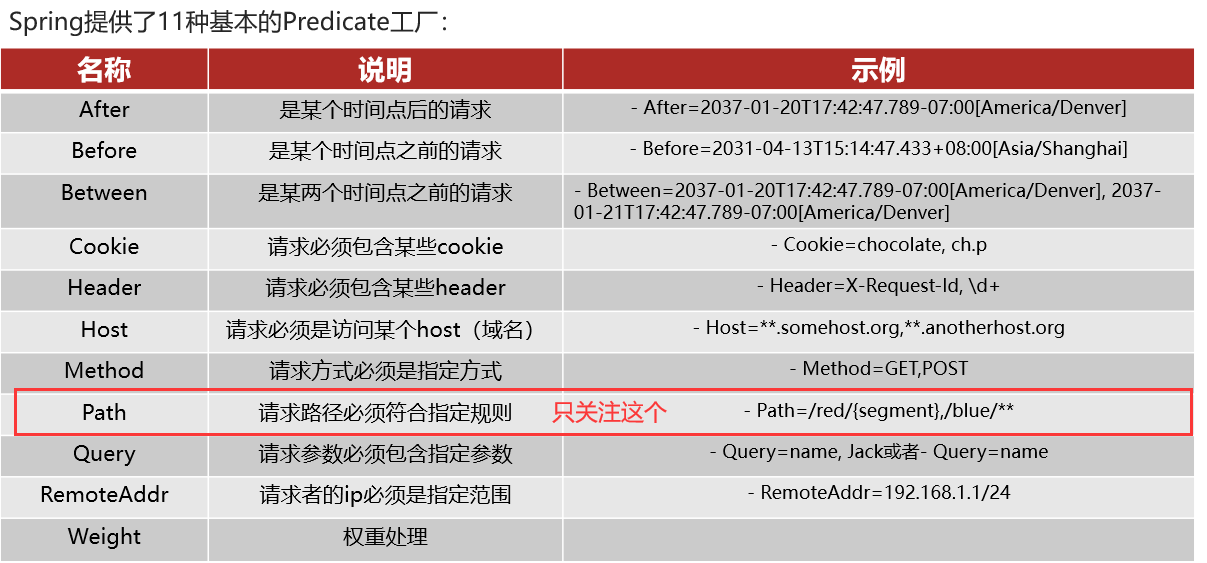 Spring提供了11种基本的Predicate工厂：
名称 说明 示例
After 是某个时间点后的请求 - After=2037-01-20T17:42:47.789-07:00[America/Denver]
Before 是某个时间点之前的请求 - Before=2031-04-13T15:14:47.433+08:00[Asia/Shanghai]
Between 是某两个时间点之前的请求 - Between=2037-01-20T17:42:47.789-07:00[America/Denver], 2037-
01-21T17:42:47.789-07:00[America/Denver]
Cookie 请求必须包含某些cookie - Cookie=chocolate, ch.p
Header 请求必须包含某些header - Header=X-Request-Id, \d+
Host 请求必须是访问某个host（域名） - Host=**.somehost.org,**.anotherhost.org
Method 请求方式必须是指定方式 - Method=GET,POST
Path 请求路径必须符合指定规则 只关注这个 - Path=/red/{segment},/blue/**
Query 请求参数必须包含指定参数 - Query=name, Jack或者- Query=name
RemoteAddr 请求者的ip必须是指定范围 - RemoteAddr=192.168.1.1/24
Weight 权重处理